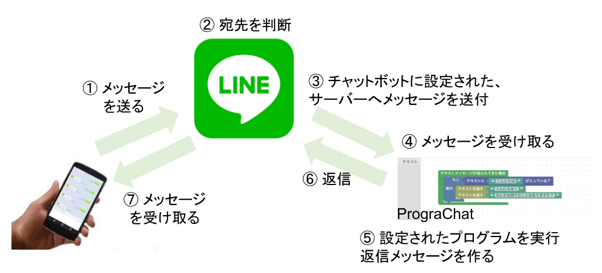 ② 宛先を判断
LINE
① メッセージ
を送る
③ チャットボットに設定された、
サーバーへメッセージを送付
④ メッセージを受け取る
テキスト
⑥ 返信
⑦ メッセージ
を受け取る
PrograChat
⑤ 設定されたプログラムを実行
返信メッセージを作る